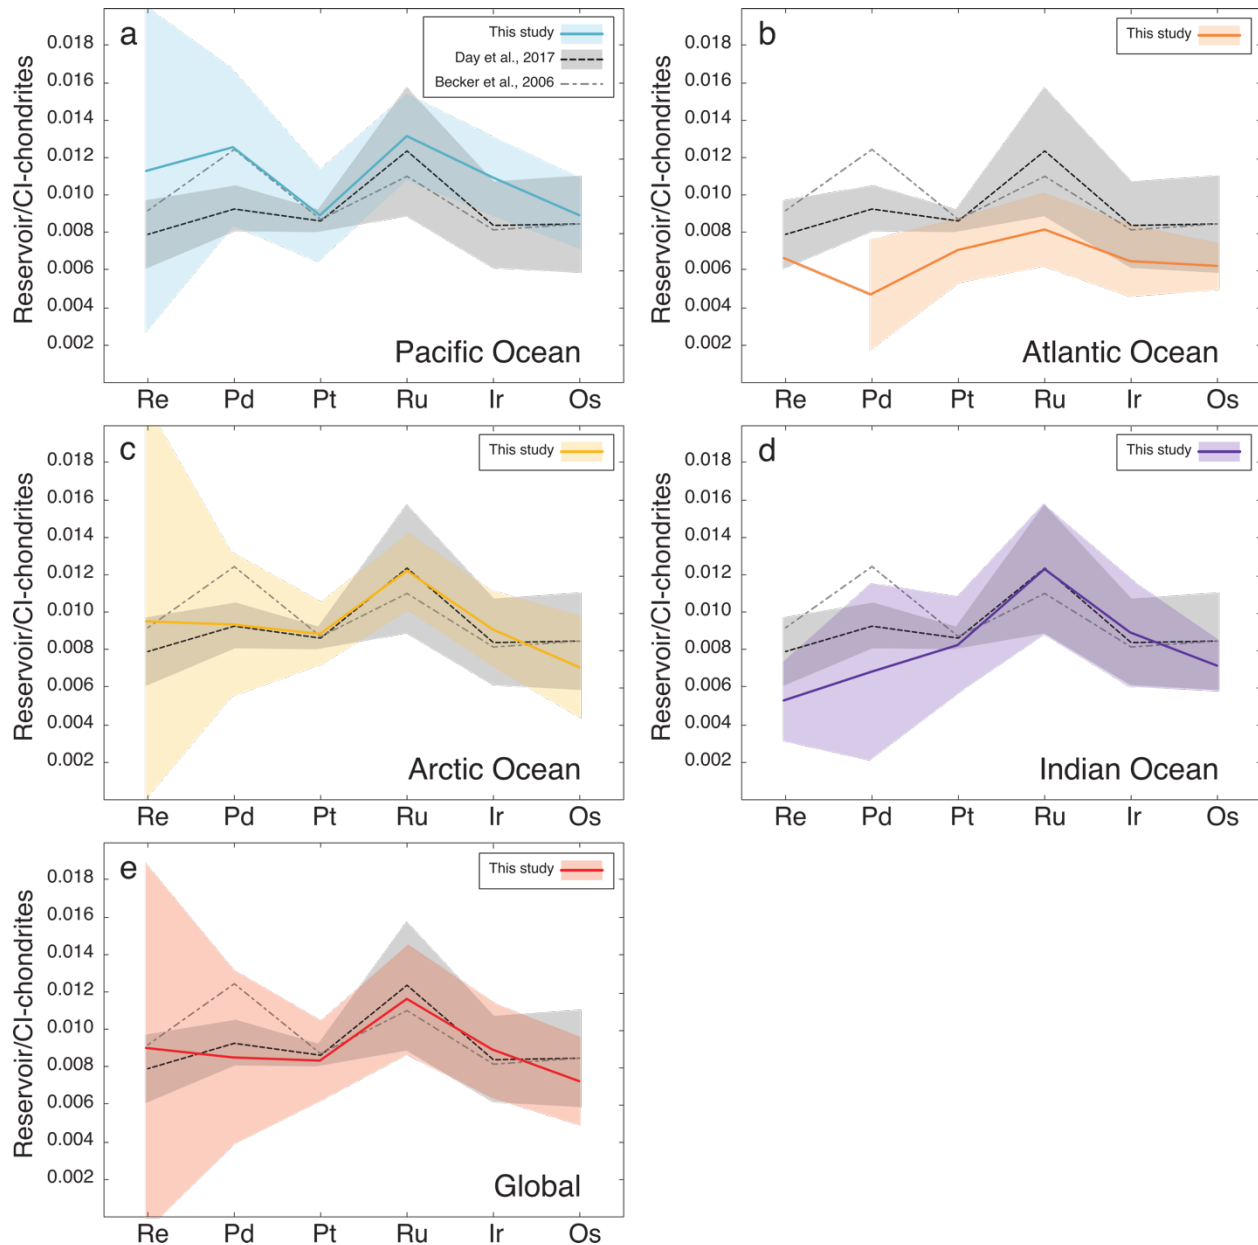 a
This study
Day et al., 2017
Becker et al., 2006
Reservoir/CI-chondrites
0.018
0.016
0.014
0.012
0.010
0.008
0.006
0.004
0.002
Pacific Ocean
Re Pd Pt Ru Ir Os
b
This study
Reservoir/CI-chondrites
0.018
0.016
0.014
0.012
0.010
0.008
0.006
0.004
0.002
Atlantic Ocean
Re Pd Pt Ru Ir Os
c
This study
Reservoir/CI-chondrites
0.018
0.016
0.014
0.012
0.010
0.008
0.006
0.004
0.002
Arctic Ocean
Re Pd Pt Ru Ir Os
d
This study
Reservoir/CI-chondrites
0.018
0.016
0.014
0.012
0.010
0.008
0.006
0.004
0.002
Indian Ocean
Re Pd Pt Ru Ir Os
e
This study
Reservoir/CI-chondrites
0.018
0.016
0.014
0.012
0.010
0.008
0.006
0.004
0.002
Global
Re Pd Pt Ru Ir Os